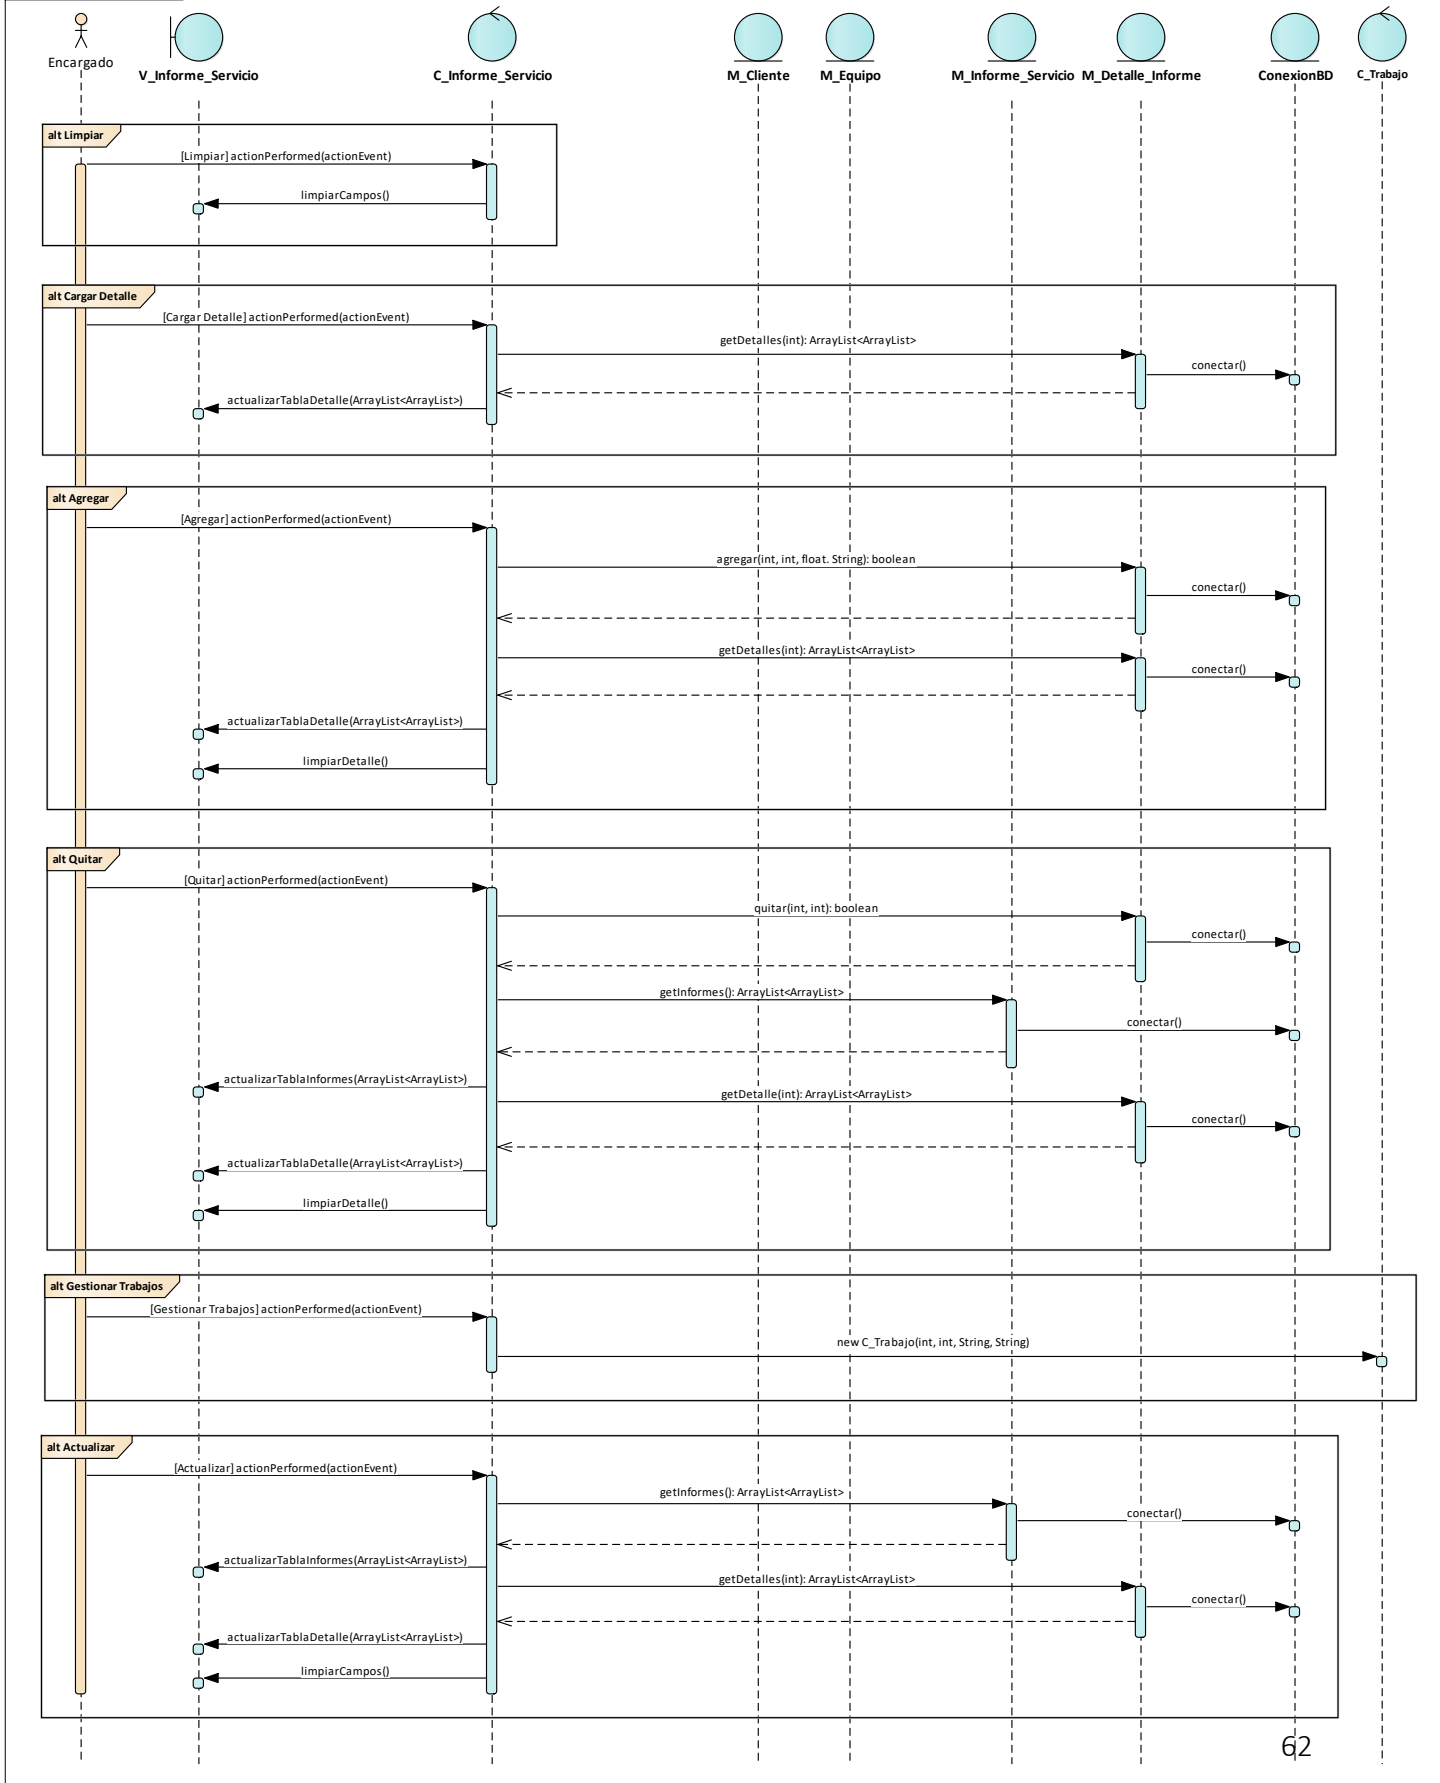 Encargado
V_Informe_Servicio
C_Informe_Servicio
M_Cliente
M_Equipo
M_Informe_Servicio
M_Detalle_Informe
ConexionBD
C_Trabajo
alt Limpiar
[Limpiar] actionPerformed(actionEvent)
limpiarCampos()
alt Cargar Detalle
[Cargar Detalle] actionPerformed(actionEvent)
getDetalles(int): ArrayList<ArrayList>
conectar()
actualizarTablaDetalle(ArrayList<ArrayList>)
alt Agregar
[Agregar] actionPerformed(actionEvent)
agregar(int, int, float. String): boolean
conectar()
getDetalles(int): ArrayList<ArrayList>
conectar()
actualizarTablaDetalle(ArrayList<ArrayList>)
limpiarDetalle()
alt Quitar
[Quitar] actionPerformed(actionEvent)
quitar(int, int): boolean
conectar()
getInformes(): ArrayList<ArrayList>
conectar()
actualizarTablaInformes(ArrayList<ArrayList>)
getDetalle(int): ArrayList<ArrayList>
conectar()
actualizarTablaDetalle(ArrayList<ArrayList>)
limpiarDetalle()
alt Gestionar Trabajos
[Gestionar Trabajos] actionPerformed(actionEvent)
new C_Trabajo(int, int, String, String)
alt Actualizar
[Actualizar] actionPerformed(actionEvent)
getInformes(): ArrayList<ArrayList>
conectar()
actualizarTablaInformes(ArrayList<ArrayList>)
getDetalles(int): ArrayList<ArrayList>
conectar()
actualizarTablaDetalle(ArrayList<ArrayList>)
limpiarCampos()
62